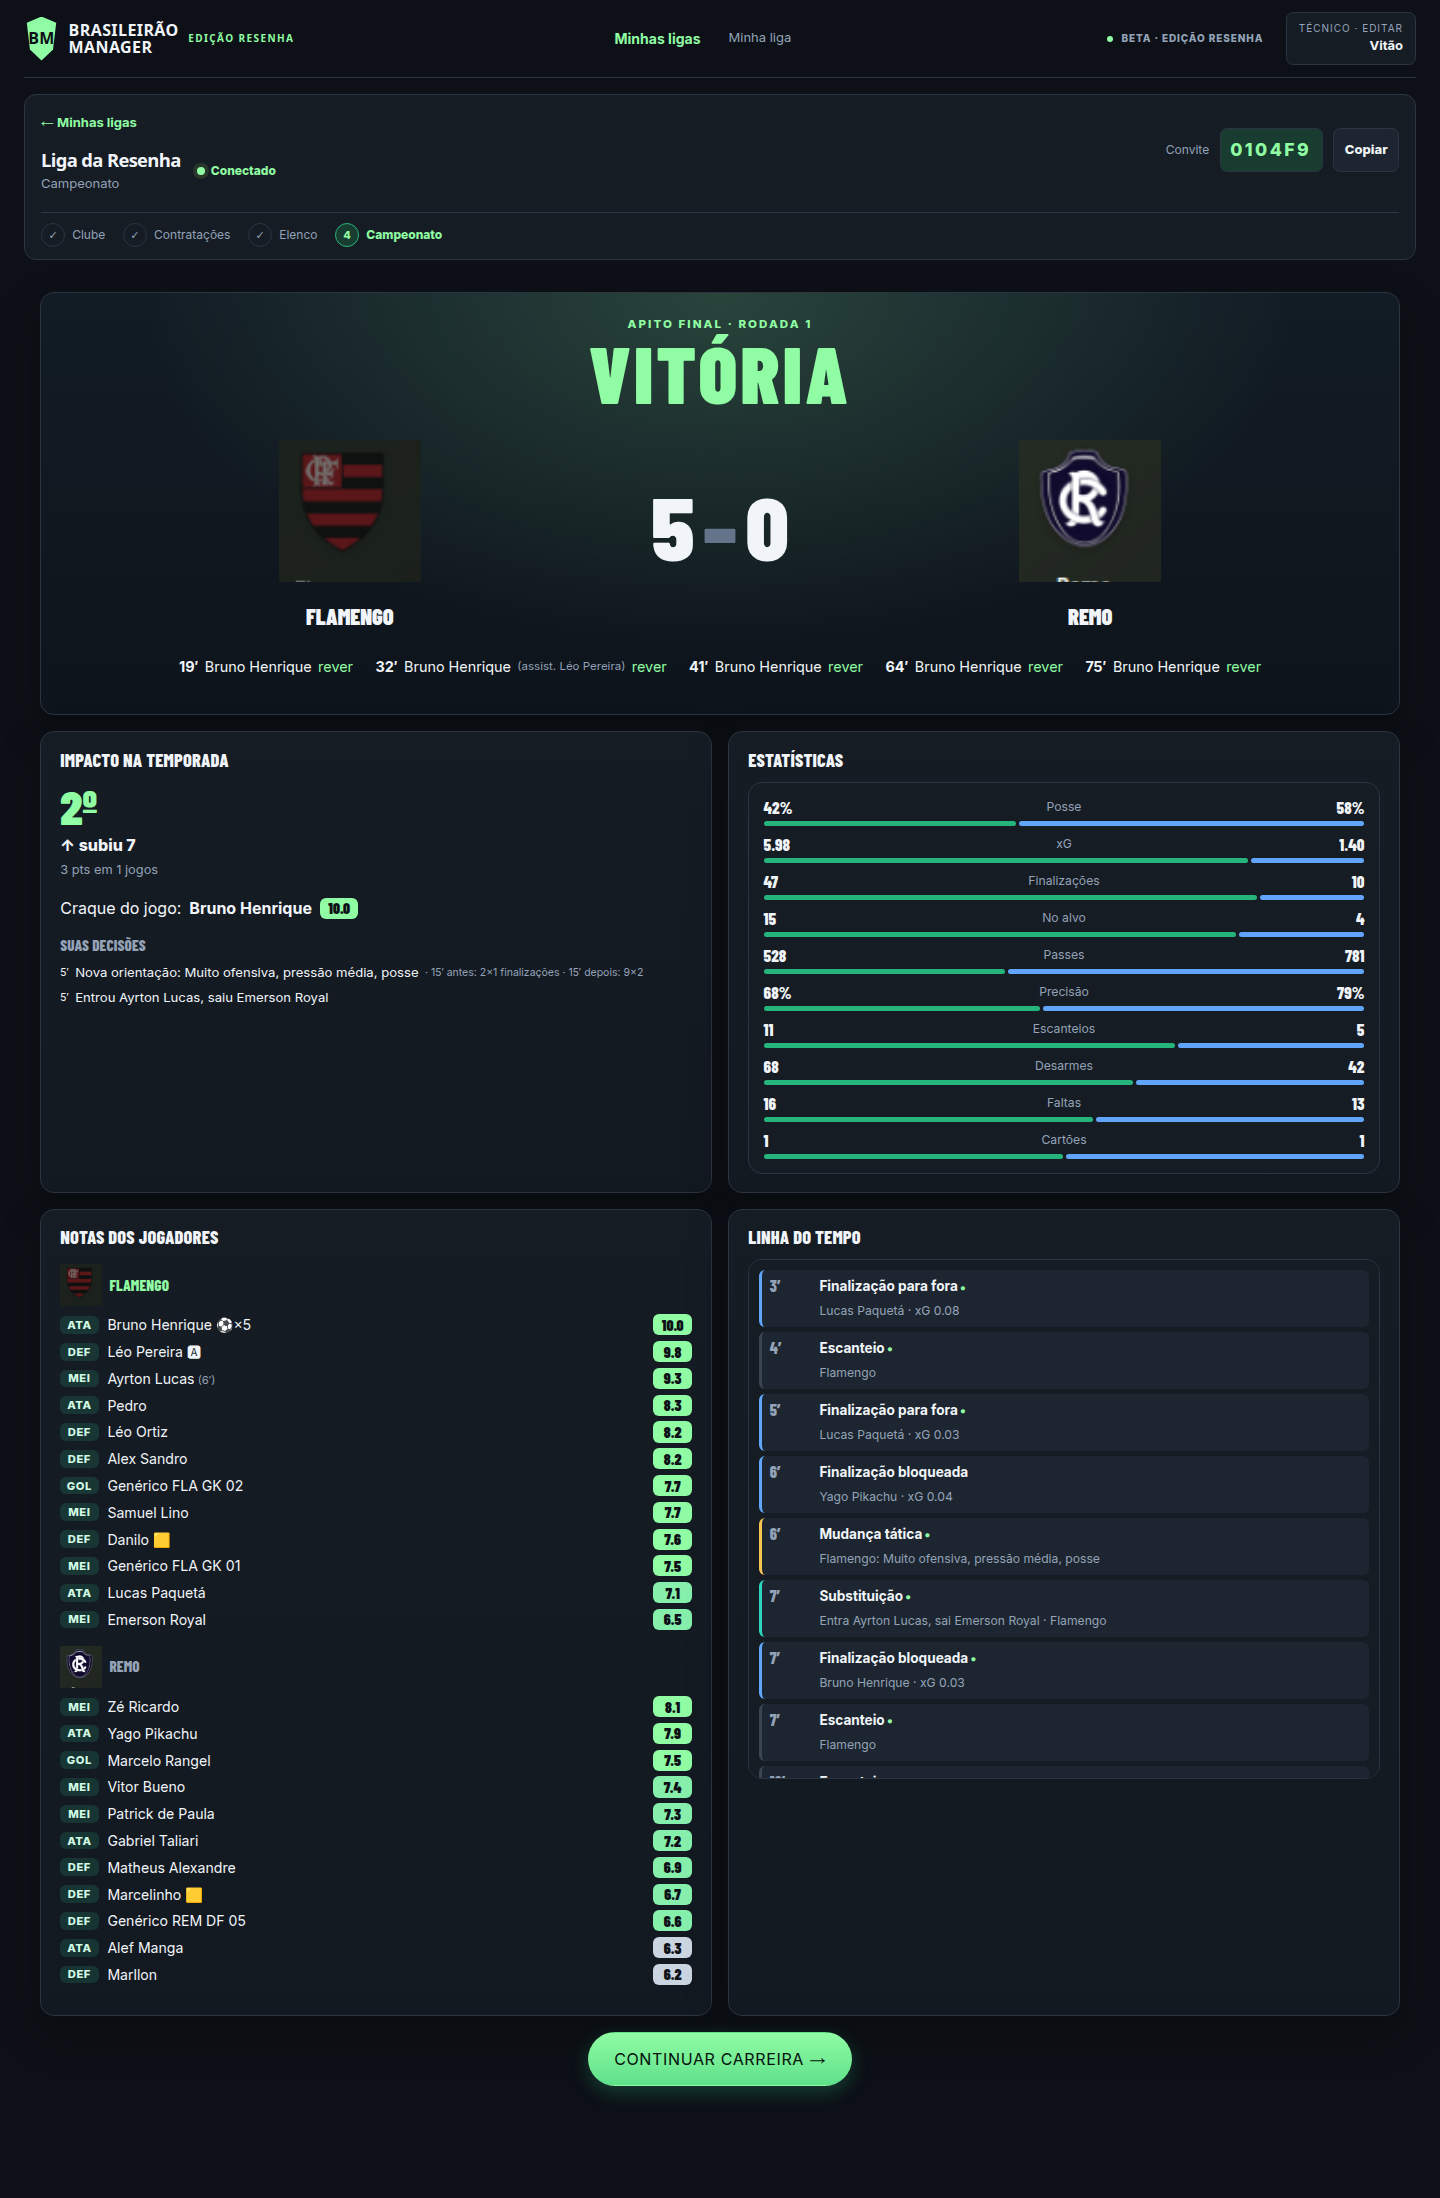 BM
BRASILEIRÃO
MANAGER
EDIÇÃO RESENHA
Minhas ligas
Minha liga
BETA · EDIÇÃO RESENHA
TÉCNICO · EDITAR
Vitão
← Minhas ligas
Liga da Resenha
Campeonato
Conectado
Convite
0104F9
Copiar
✓ Clube
✓ Contratações
✓ Elenco
4 Campeonato
APITO FINAL · RODADA 1
VITÓRIA
5 – 0
FLAMENGO
REMO
19' Bruno Henrique rever
32' Bruno Henrique (assist. Léo Pereira) rever
41' Bruno Henrique rever
64' Bruno Henrique rever
75' Bruno Henrique rever
IMPACTO NA TEMPORADA
2º
↑ subiu 7
3 pts em 1 jogos
Craque do jogo: Bruno Henrique 10.0
SUAS DECISÕES
5' Nova orientação: Muito ofensiva, pressão média, posse · 15' antes: 2×1 finalizações · 15' depois: 9×2
5' Entrou Ayrton Lucas, saiu Emerson Royal
ESTATÍSTICAS
42% Posse 58%
5.98 xG 1.40
47 Finalizações 10
15 No alvo 4
528 Passes 781
68% Precisão 79%
11 Escanteios 5
68 Desarmes 42
16 Faltas 13
1 Cartões 1
NOTAS DOS JOGADORES
FLAMENGO
ATA Bruno Henrique ⚽×5 10.0
DEF Léo Pereira 🅰 9.8
MEI Ayrton Lucas (6') 9.3
ATA Pedro 8.3
DEF Léo Ortiz 8.2
DEF Alex Sandro 8.2
GOL Genérico FLA GK 02 7.7
MEI Samuel Lino 7.7
DEF Danilo 🟨 7.6
MEI Genérico FLA GK 01 7.5
ATA Lucas Paquetá 7.1
MEI Emerson Royal 6.5
REMO
MEI Zé Ricardo 8.1
ATA Yago Pikachu 7.9
GOL Marcelo Rangel 7.5
MEI Vitor Bueno 7.4
MEI Patrick de Paula 7.3
ATA Gabriel Taliari 7.2
DEF Matheus Alexandre 6.9
DEF Marcelinho 🟨 6.7
DEF Genérico REM DF 05 6.6
ATA Alef Manga 6.3
DEF Marllon 6.2
LINHA DO TEMPO
3' Finalização para fora
Lucas Paquetá · xG 0.08
4' Escanteio
Flamengo
5' Finalização para fora
Lucas Paquetá · xG 0.03
6' Finalização bloqueada
Yago Pikachu · xG 0.04
6' Mudança tática
Flamengo: Muito ofensiva, pressão média, posse
7' Substituição
Entra Ayrton Lucas, sai Emerson Royal · Flamengo
7' Finalização bloqueada
Bruno Henrique · xG 0.03
7' Escanteio
Flamengo
CONTINUAR CARREIRA →